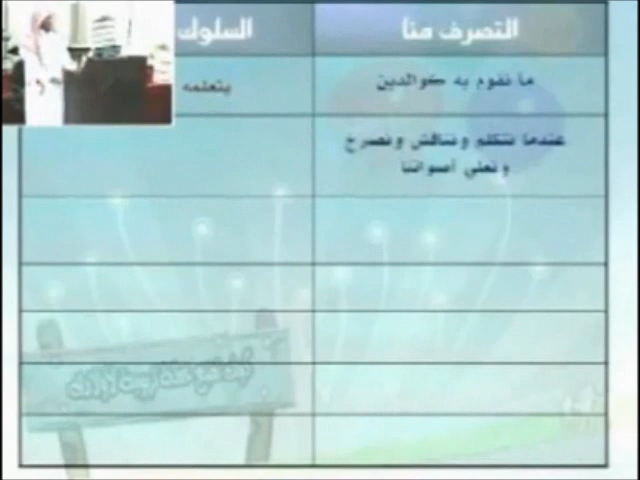 التصرف منا
السلوك
ما نقوم به كوالدين
يتعلمه
عندما نتكلم ونناقش ونصرخ
ونعلي أصواتنا